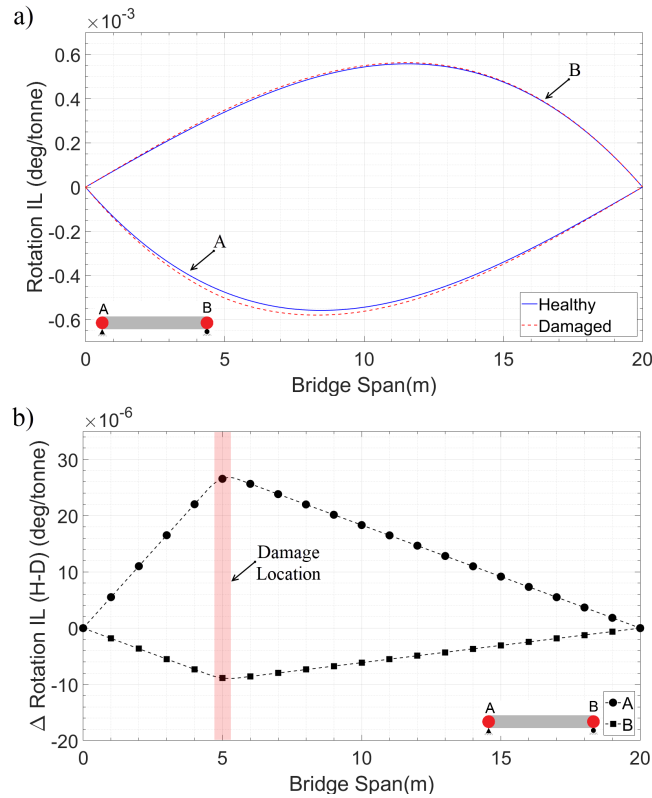 a)
×10⁻³
Rotation IL (deg/tonne)
0.6
0.4
0.2
0
-0.2
-0.4
-0.6
B
A
A B
Healthy
Damaged
0 5 10 15 20
Bridge Span(m)
b)
×10⁻⁶
Δ Rotation IL (H-D) (deg/tonne)
30
20
10
0
-10
-20
Damage
Location
A B
A
B
0 5 10 15 20
Bridge Span(m)